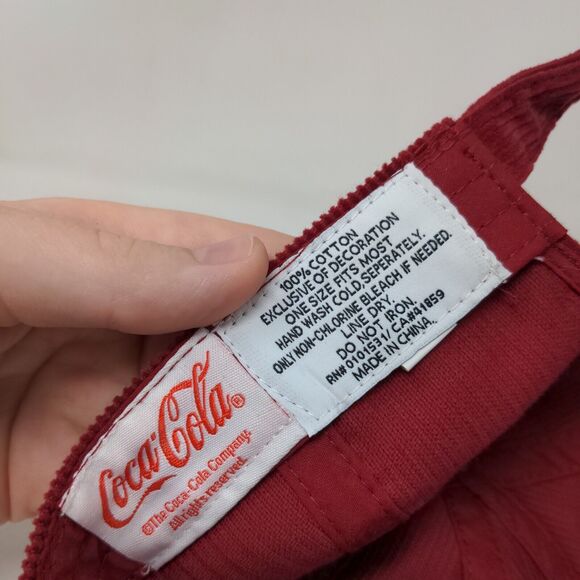 100% COTTON
EXCLUSIVE OF DECORATION
ONE SIZE FITS MOST
HAND WASH COLD,SEPERATELY.
ONLY NON-CHLORINE BLEACH IF NEEDED.
LINE DRY.
DO NOT IRON.
RN#0101531/CA#41859
MADE IN CHINA.
Coca-Cola®
©The Coca-Cola Company.
All rights reserved.